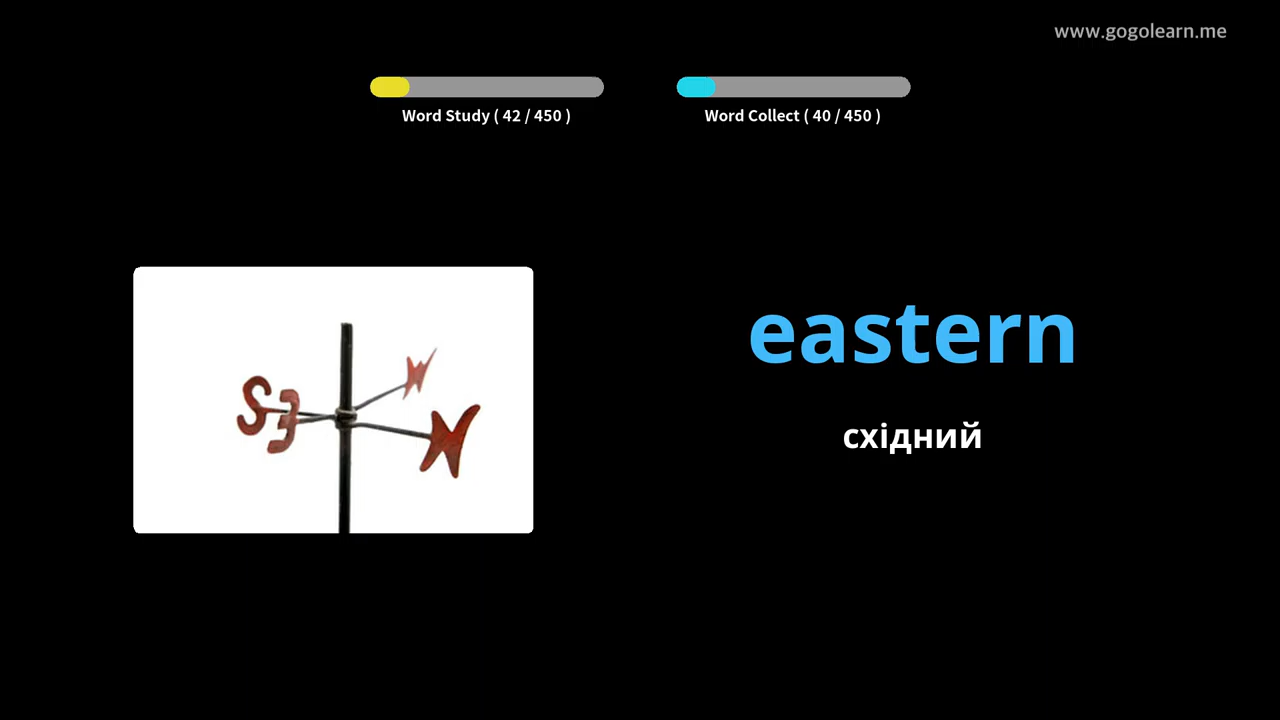 www.gogolearn.me
Word Study ( 42 / 450 )
Word Collect ( 40 / 450 )
S E N W
eastern
східний